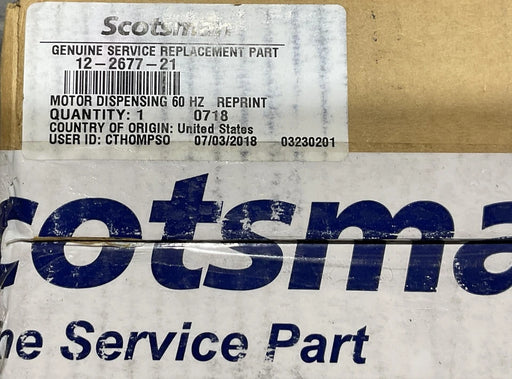 Scotsman
GENUINE SERVICE REPLACEMENT PART
12-2677-21
MOTOR DISPENSING 60 HZ REPRINT
QUANTITY: 1 0718
COUNTRY OF ORIGIN: United States
USER ID: CTHOMPSO 07/03/2018 03230201
cotsma
ne Service Part